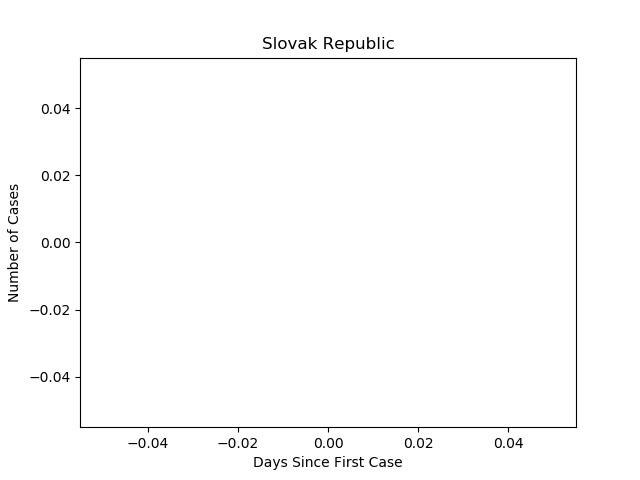 Slovak Republic
Number of Cases
0.04
0.02
0.00
−0.02
−0.04
−0.04 −0.02 0.00 0.02 0.04
Days Since First Case